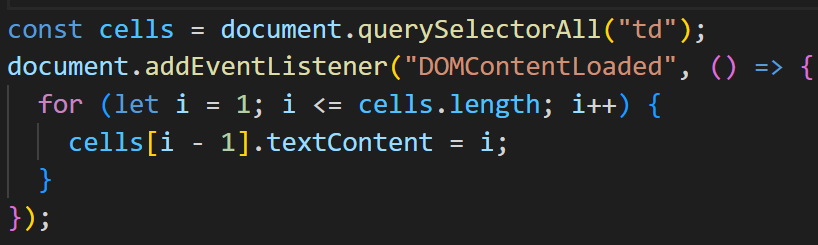 const cells = document.querySelectorAll("td");
document.addEventListener("DOMContentLoaded", () => {
  for (let i = 1; i <= cells.length; i++) {
    cells[i - 1].textContent = i;
  }
});